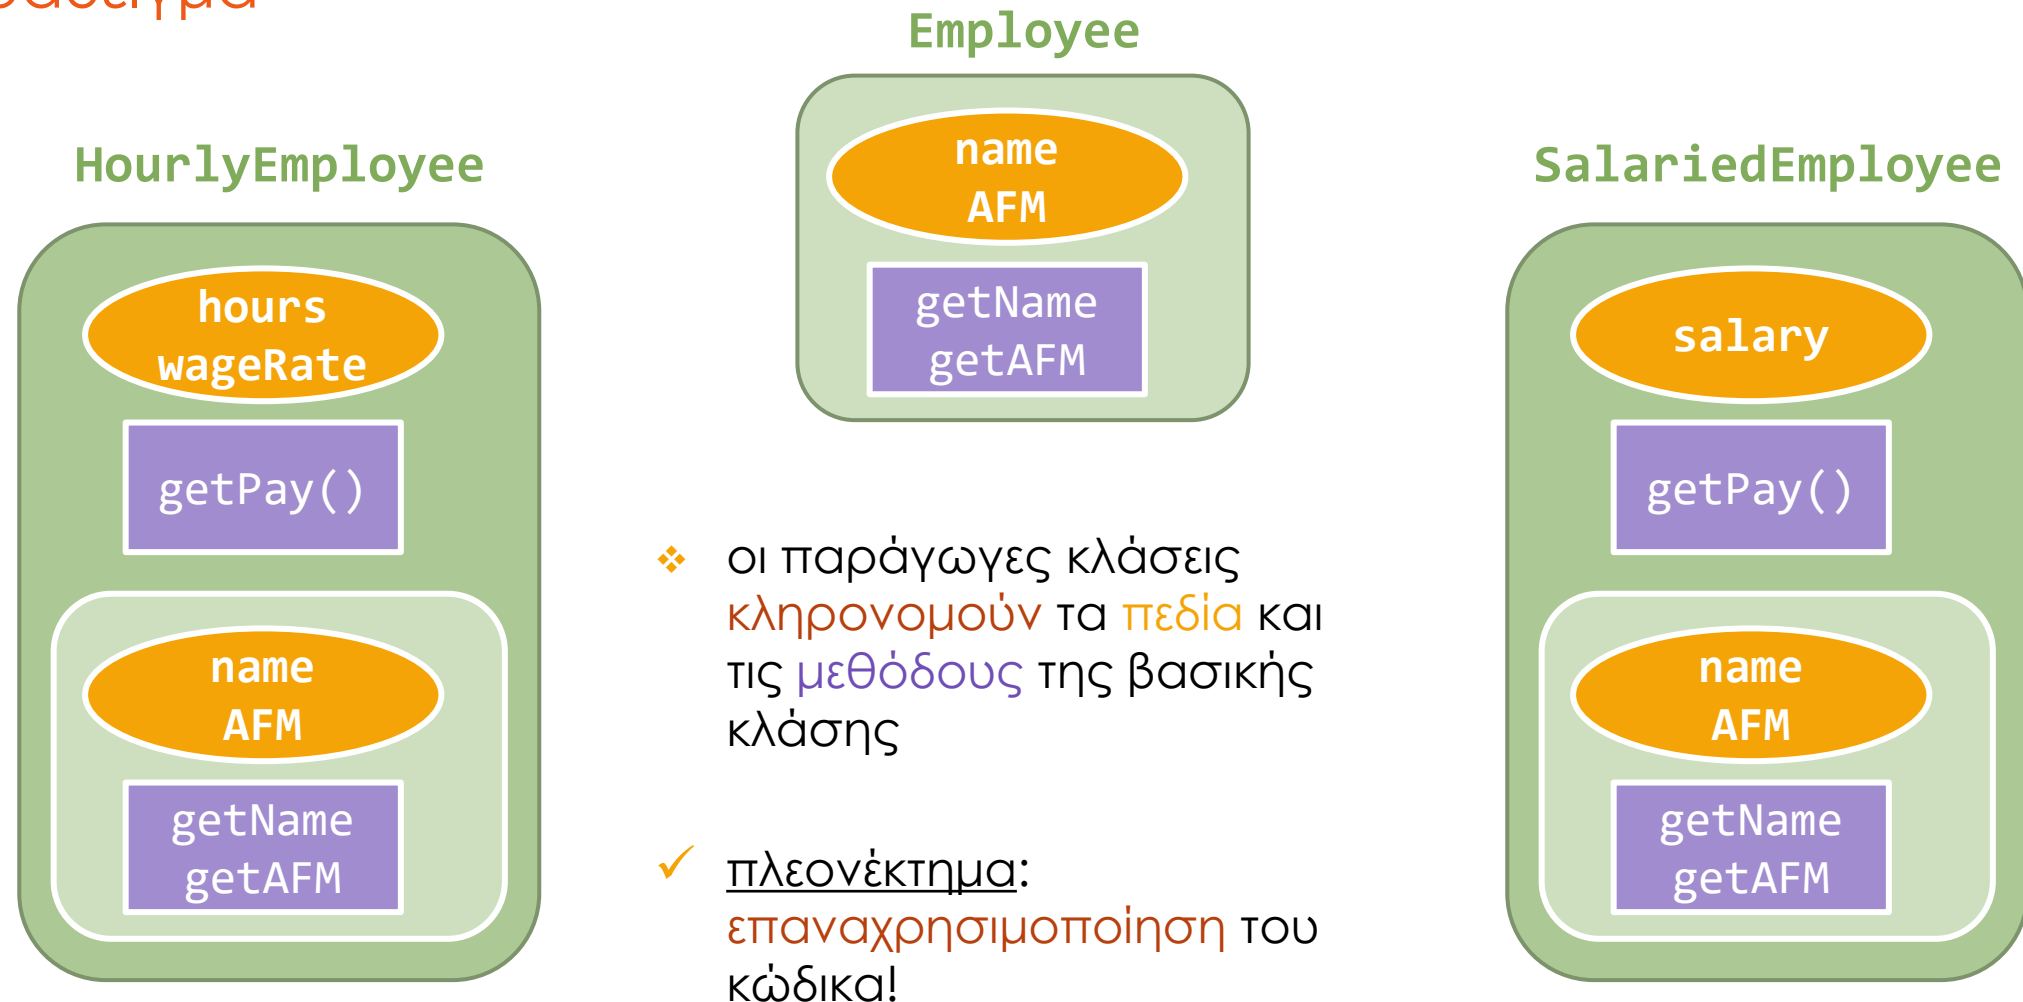 Employee
name
AFM
getName
getAFM
HourlyEmployee
hours
wageRate
getPay()
name
AFM
getName
getAFM
οι παράγωγες κλάσεις
κληρονομούν τα πεδία και
τις μεθόδους της βασικής
κλάσης
✓ πλεονέκτημα:
επαναχρησιμοποίηση του
κώδικα!
SalariedEmployee
salary
getPay()
name
AFM
getName
getAFM